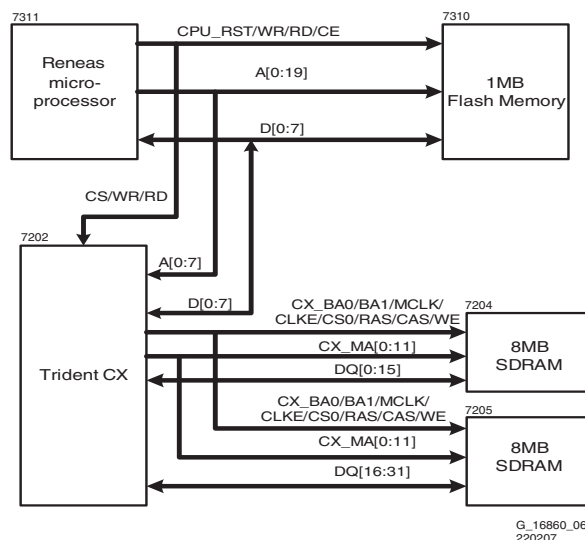 7311
7310
CPU_RST/WR/RD/CE
Reneas
micro-
processor
A[0:19]
1MB
Flash Memory
D[0:7]
CS/WR/RD
7202
A[0:7]
D[0:7]
CX_BA0/BA1/MCLK/
CLKE/CS0/RAS/CAS/WE
7204
Trident CX
CX_MA[0:11]
8MB
SDRAM
DQ[0:15]
CX_BA0/BA1/MCLK/
CLKE/CS0/RAS/CAS/WE
7205
CX_MA[0:11]
8MB
SDRAM
DQ[16:31]
G_16860_06
220207